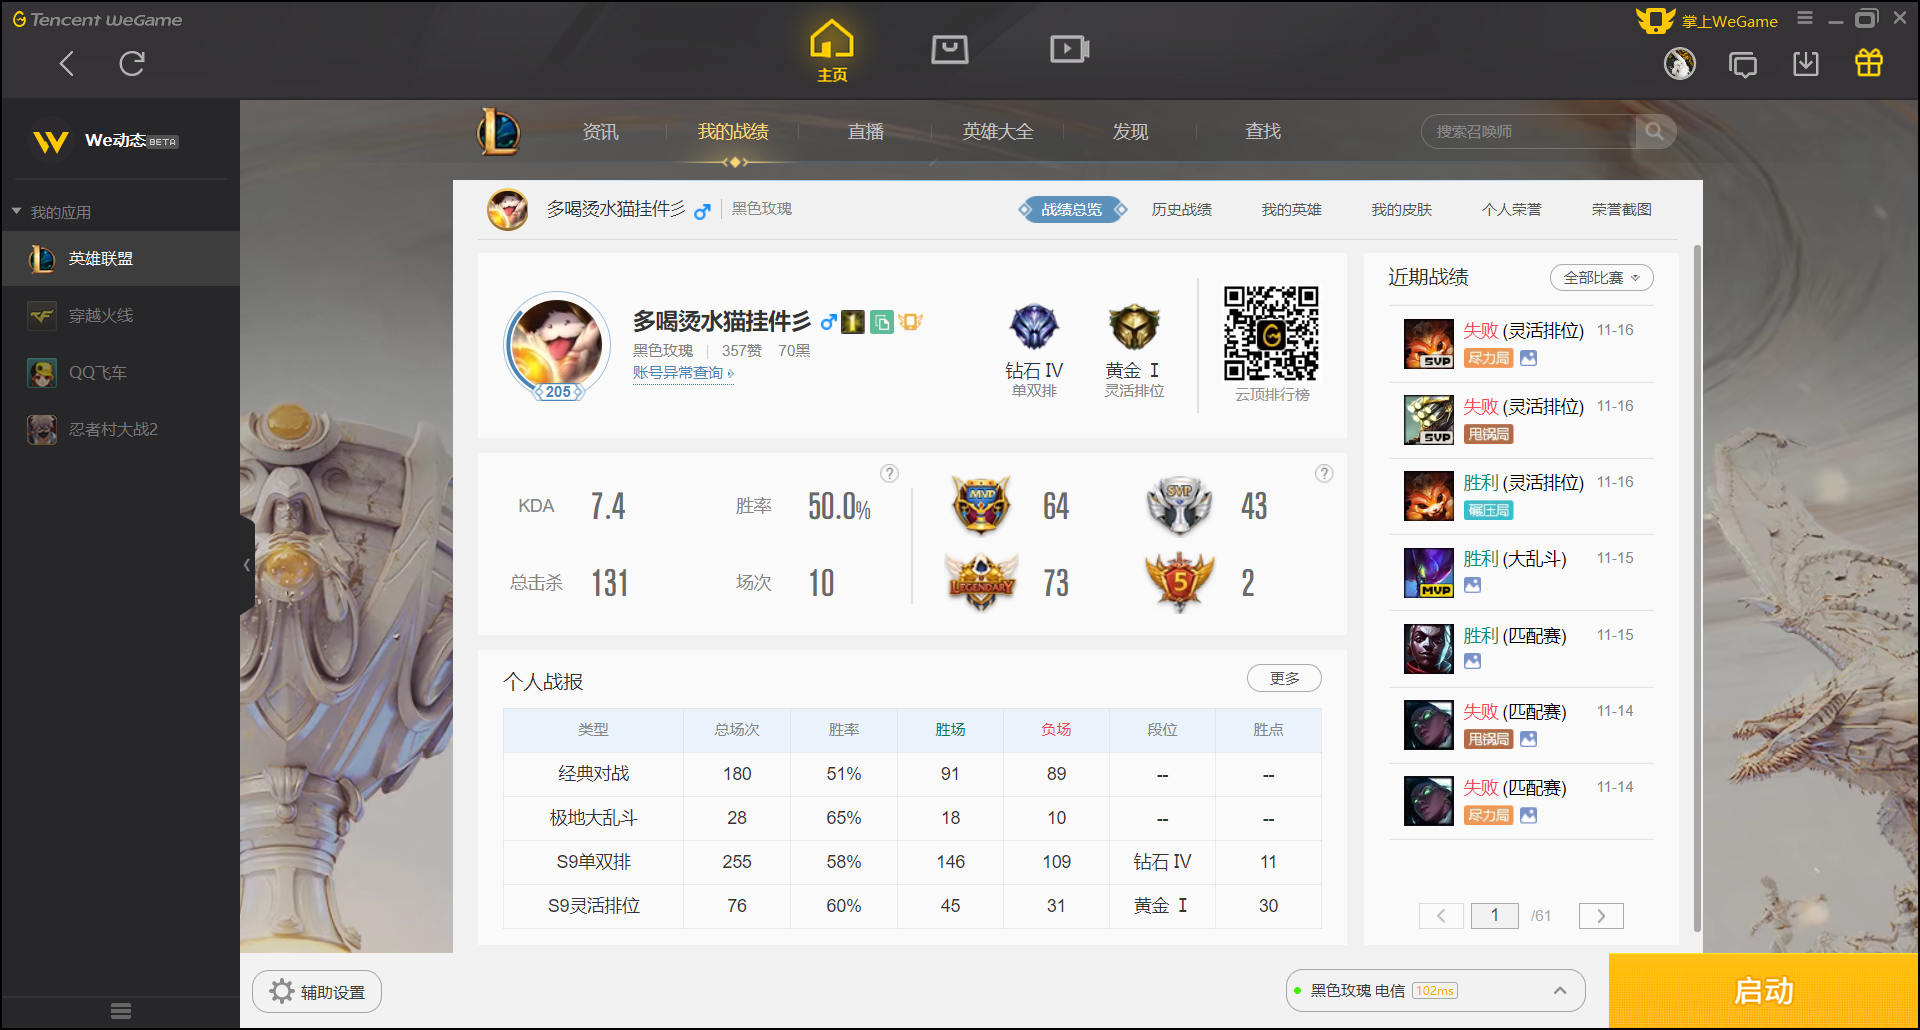 Tencent WeGame
掌上WeGame
主页
We动态 BETA
我的应用
英雄联盟
穿越火线
QQ飞车
忍者村大战2
资讯
我的战绩
直播
英雄大全
发现
查找
搜索召唤师
多喝烫水猫挂件彡
黑色玫瑰
战绩总览
历史战绩
我的英雄
我的皮肤
个人荣誉
荣誉截图
多喝烫水猫挂件彡
黑色玫瑰 | 357赞 70黑
账号异常查询
205
钻石 IV
单双排
黄金 I
灵活排位
云顶排行榜
KDA 7.4
胜率 50.0%
总击杀 131
场次 10
MVP 64
SVP 43
LEGENDARY 73
5 2
个人战报
更多
类型 总场次 胜率 胜场 负场 段位 胜点
经典对战 180 51% 91 89 -- --
极地大乱斗 28 65% 18 10 -- --
S9单双排 255 58% 146 109 钻石 IV 11
S9灵活排位 76 60% 45 31 黄金 I 30
近期战绩
全部比赛
失败 (灵活排位) 11-16
SVP 尽力局
失败 (灵活排位) 11-16
SVP 甩锅局
胜利 (灵活排位) 11-16
碾压局
胜利 (大乱斗) 11-15
MVP
胜利 (匹配赛) 11-15
失败 (匹配赛) 11-14
甩锅局
失败 (匹配赛) 11-14
尽力局
1 /61
辅助设置
黑色玫瑰 电信 102ms
启动